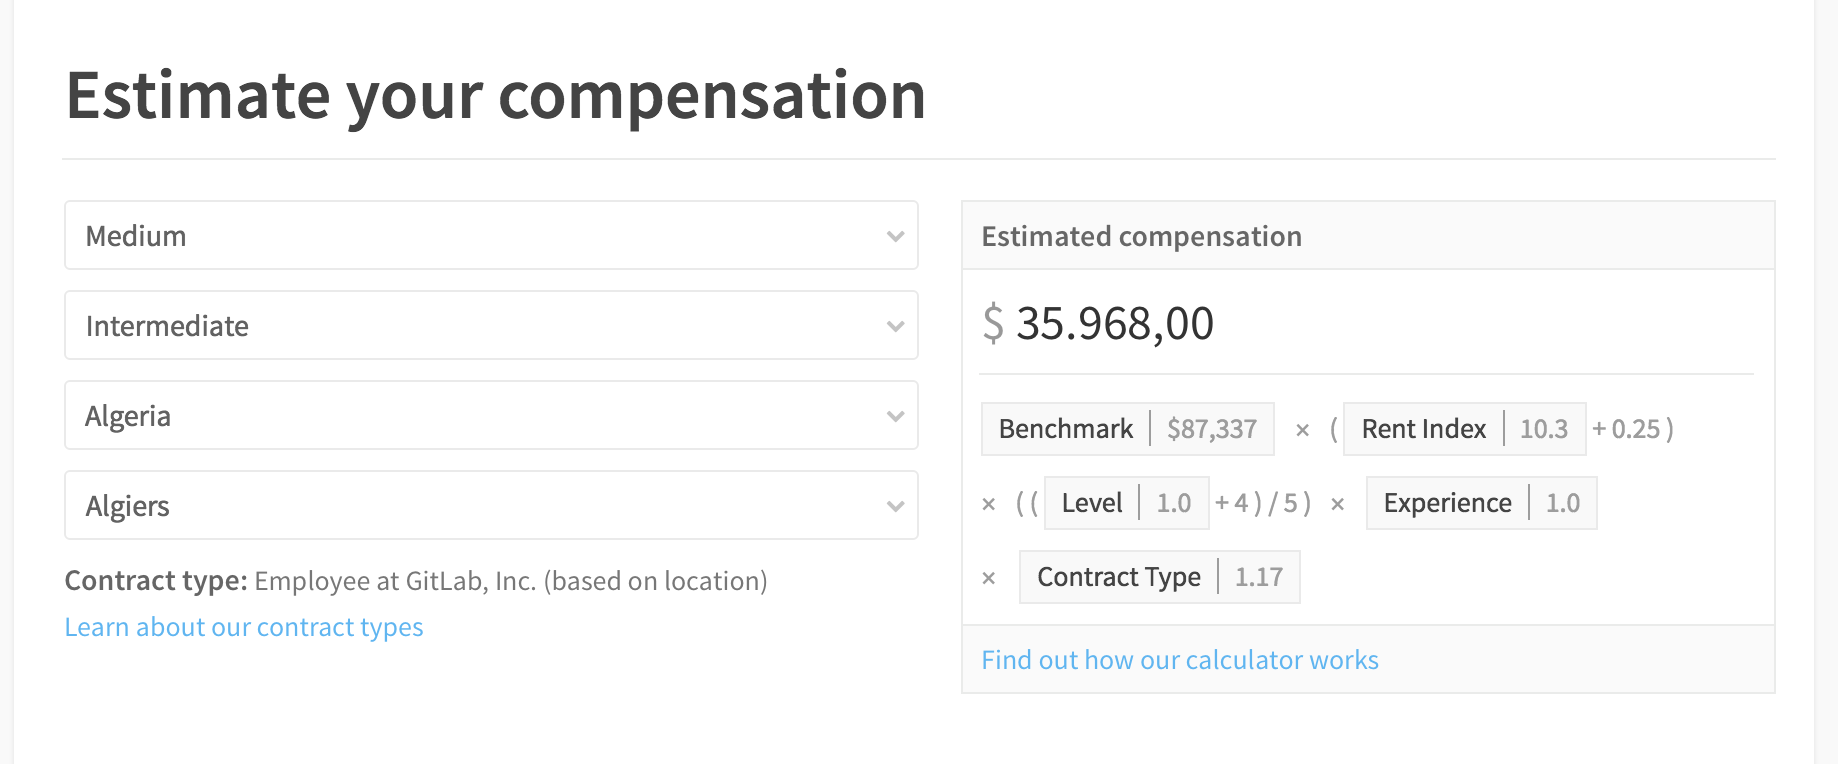 Estimate your compensation
Medium
Intermediate
Algeria
Algiers
Contract type: Employee at GitLab, Inc. (based on location)
Learn about our contract types
Estimated compensation
$ 35.968,00
Benchmark | $87,337 × ( Rent Index | 10.3 + 0.25 )
× ( ( Level | 1.0 + 4 ) / 5 ) × Experience | 1.0
× Contract Type | 1.17
Find out how our calculator works